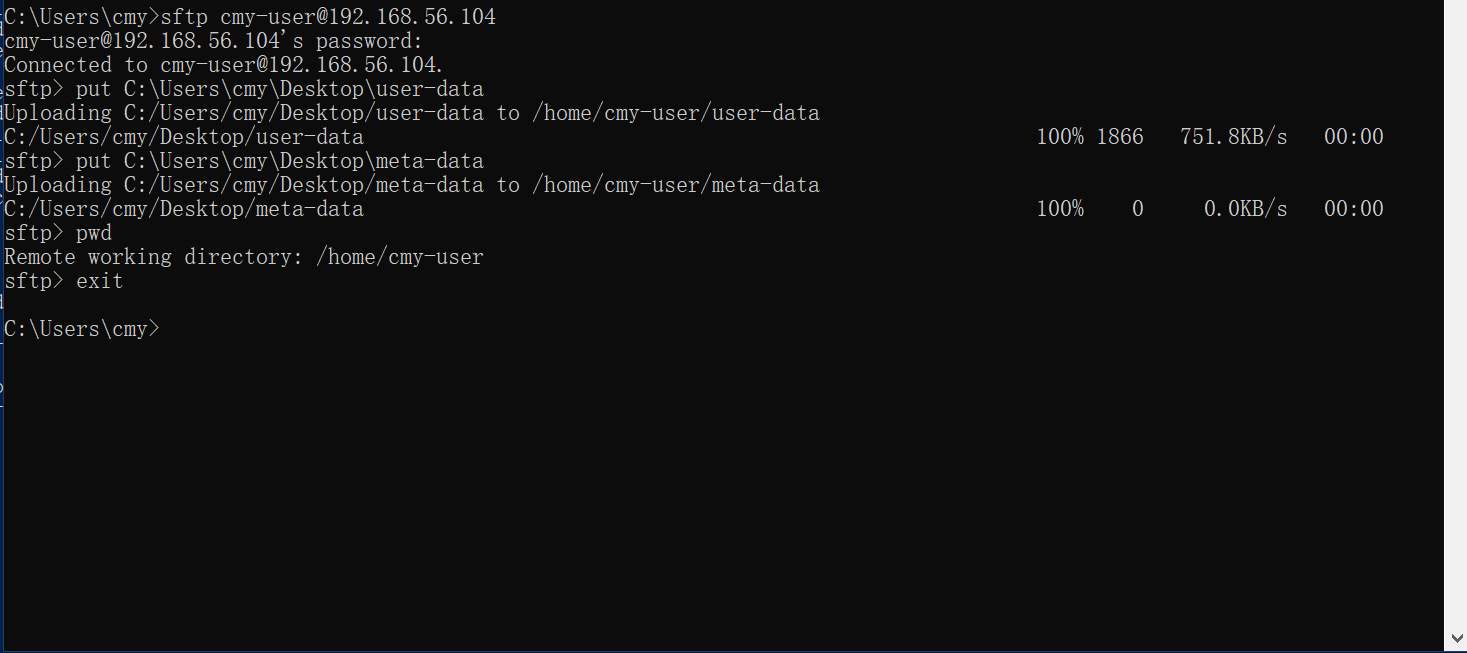 C:\Users\cmy>sftp cmy-user@192.168.56.104
cmy-user@192.168.56.104's password:
Connected to cmy-user@192.168.56.104.
sftp> put C:\Users\cmy\Desktop\user-data
Uploading C:/Users/cmy/Desktop/user-data to /home/cmy-user/user-data
C:/Users/cmy/Desktop/user-data 100% 1866 751.8KB/s 00:00
sftp> put C:\Users\cmy\Desktop\meta-data
Uploading C:/Users/cmy/Desktop/meta-data to /home/cmy-user/meta-data
C:/Users/cmy/Desktop/meta-data 100% 0 0.0KB/s 00:00
sftp> pwd
Remote working directory: /home/cmy-user
sftp> exit
C:\Users\cmy>